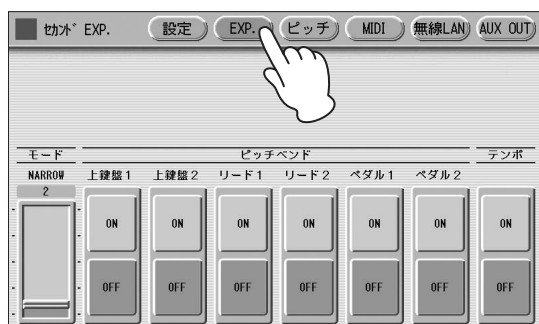 ｾｶﾝﾄﾞ EXP. 設定 EXP. ピッチ MIDI 無線LAN AUX OUT
モード ピッチベンド テンポ
NARROW 上鍵盤1 上鍵盤2 リード1 リード2 ペダル1 ペダル2
2
ON ON ON ON ON ON ON
OFF OFF OFF OFF OFF OFF OFF